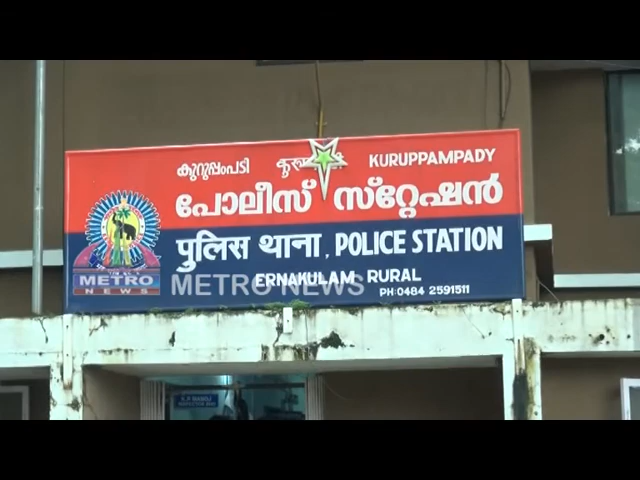 കുറുപ്പംപടി KURUPPAMPADY
പോലീസ് സ്റ്റേഷൻ
पुलिस थाना, POLICE STATION
ERNAKULAM RURAL
PH:0484 2591511
METRO NEWS
METRO NEWS